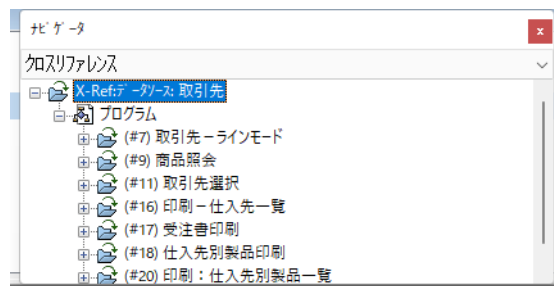 ﾅﾋﾞｹﾞｰﾀ
x
クロスリファレンス
X-Ref:ﾃﾞｰﾀｿｰｽ: 取引先
プログラム
(#7) 取引先－ラインモード
(#9) 商品照会
(#11) 取引先選択
(#16) 印刷－仕入先一覧
(#17) 受注書印刷
(#18) 仕入先別製品印刷
(#20) 印刷：仕入先別製品一覧